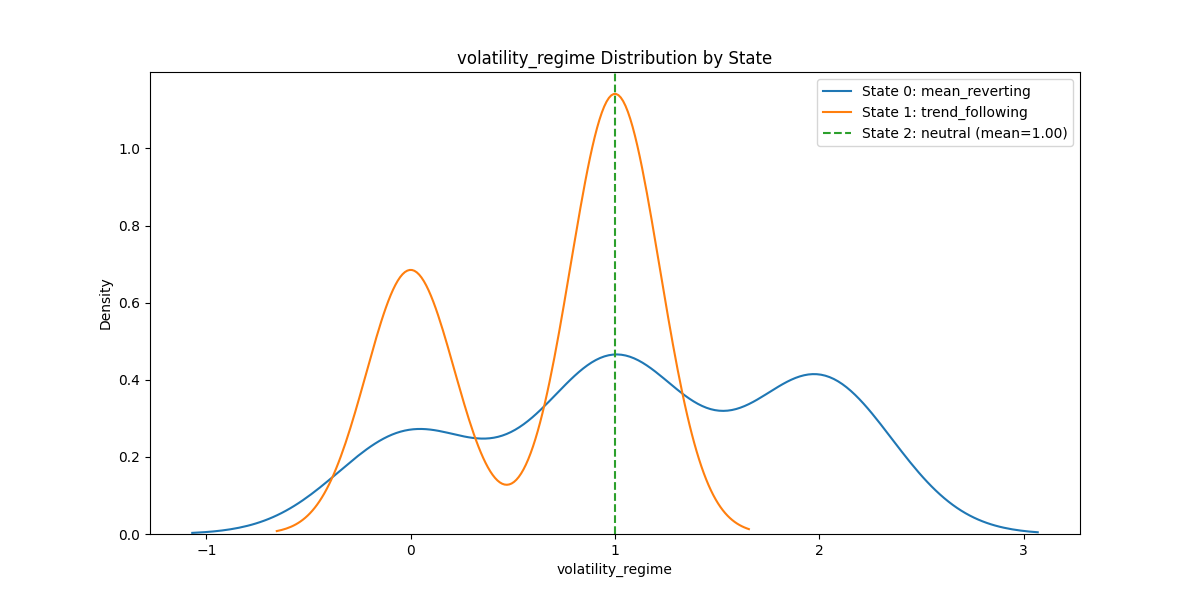 volatility_regime Distribution by State
State 0: mean_reverting
State 1: trend_following
State 2: neutral (mean=1.00)
Density
1.0
0.8
0.6
0.4
0.2
0.0
−1
0
1
2
3
volatility_regime